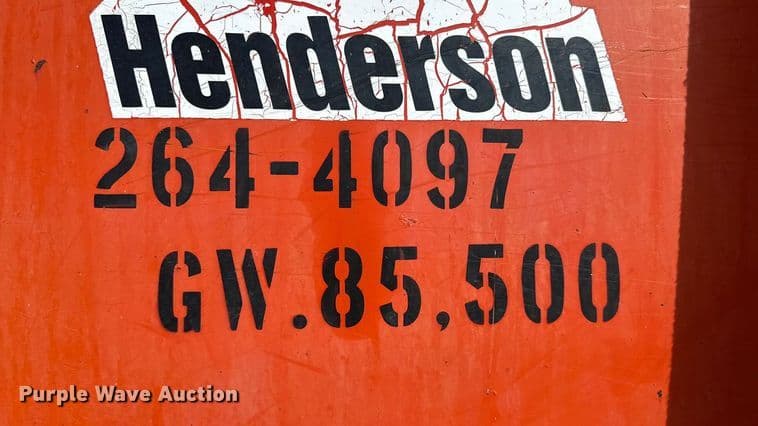 Henderson
264-4097
GW.85,500
Purple Wave Auction